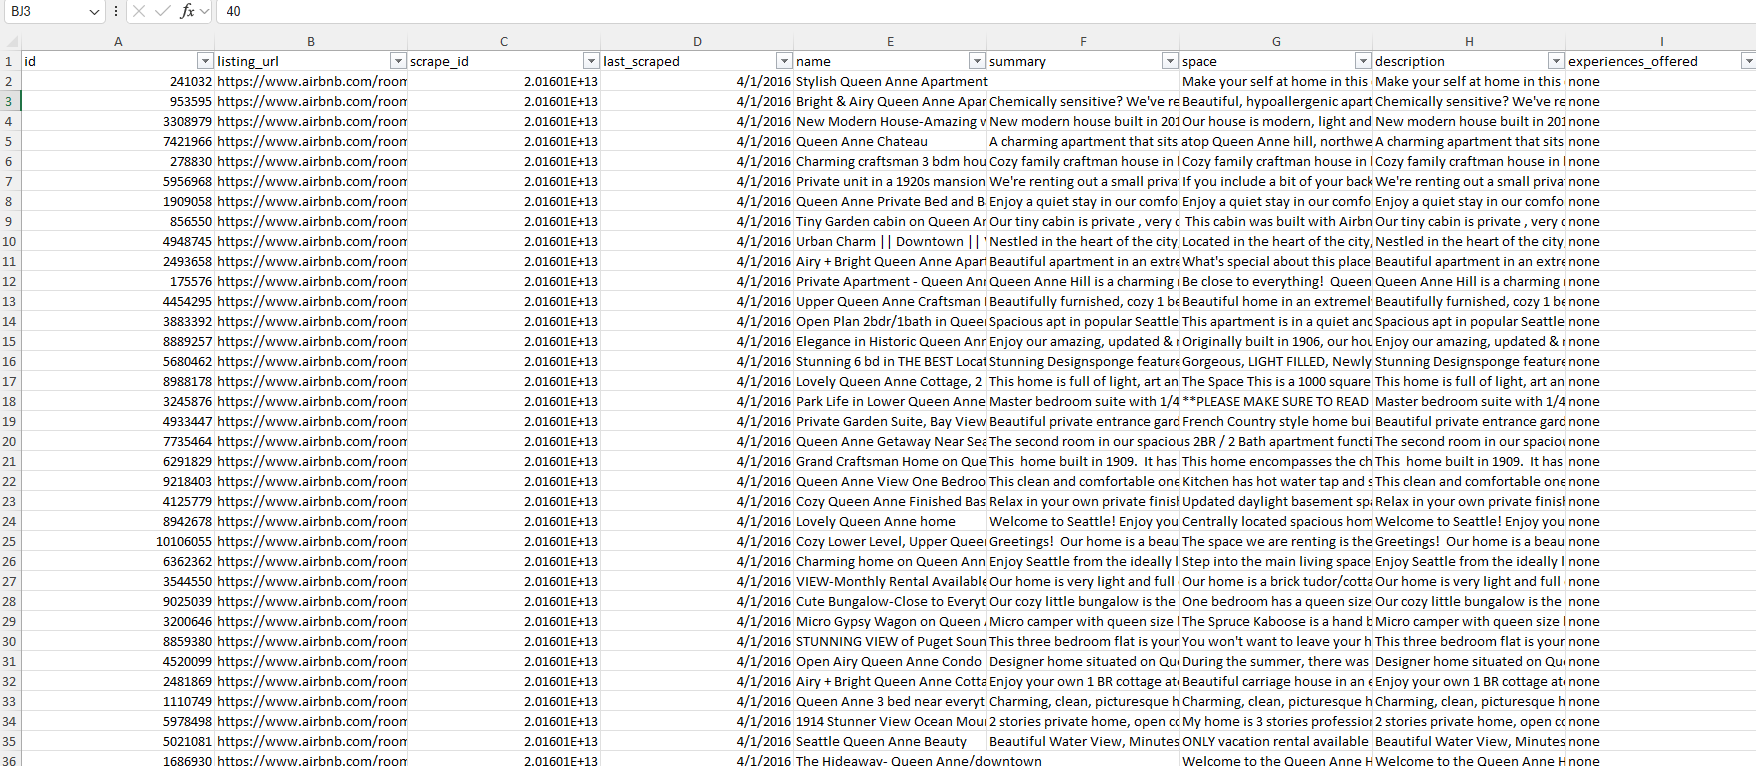 BJ3 fx 40
A B C D E F G H I
1 id listing_url scrape_id last_scraped name summary space description experiences_offered
2 241032 https://www.airbnb.com/room 2.01601E+13 4/1/2016 Stylish Queen Anne Apartment Make your self at home in this Make your self at home in this none
3 953595 https://www.airbnb.com/room 2.01601E+13 4/1/2016 Bright & Airy Queen Anne Apar Chemically sensitive? We've re Beautiful, hypoallergenic apart Chemically sensitive? We've re none
4 3308979 https://www.airbnb.com/room 2.01601E+13 4/1/2016 New Modern House-Amazing v New modern house built in 201 Our house is modern, light and New modern house built in 201 none
5 7421966 https://www.airbnb.com/room 2.01601E+13 4/1/2016 Queen Anne Chateau A charming apartment that sits atop Queen Anne hill, northwe A charming apartment that sits none
6 278830 https://www.airbnb.com/room 2.01601E+13 4/1/2016 Charming craftsman 3 bdm hou Cozy family craftman house in Cozy family craftman house in Cozy family craftman house in none
7 5956968 https://www.airbnb.com/room 2.01601E+13 4/1/2016 Private unit in a 1920s mansion We're renting out a small priva If you include a bit of your back We're renting out a small priva none
8 1909058 https://www.airbnb.com/room 2.01601E+13 4/1/2016 Queen Anne Private Bed and B Enjoy a quiet stay in our comfo Enjoy a quiet stay in our comfo Enjoy a quiet stay in our comfo none
9 856550 https://www.airbnb.com/room 2.01601E+13 4/1/2016 Tiny Garden cabin on Queen Ar Our tiny cabin is private , very c This cabin was built with Airbn Our tiny cabin is private , very c none
10 4948745 https://www.airbnb.com/room 2.01601E+13 4/1/2016 Urban Charm || Downtown || Nestled in the heart of the city, Located in the heart of the city, Nestled in the heart of the city none
11 2493658 https://www.airbnb.com/room 2.01601E+13 4/1/2016 Airy + Bright Queen Anne Apar Beautiful apartment in an extre What's special about this place Beautiful apartment in an extre none
12 175576 https://www.airbnb.com/room 2.01601E+13 4/1/2016 Private Apartment - Queen Anr Queen Anne Hill is a charming Be close to everything! Queen Queen Anne Hill is a charming none
13 4454295 https://www.airbnb.com/room 2.01601E+13 4/1/2016 Upper Queen Anne Craftsman Beautifully furnished, cozy 1 be Beautiful home in an extremel Beautifully furnished, cozy 1 be none
14 3883392 https://www.airbnb.com/room 2.01601E+13 4/1/2016 Open Plan 2bdr/1bath in Quee Spacious apt in popular Seattle This apartment is in a quiet anc Spacious apt in popular Seattle none
15 8889257 https://www.airbnb.com/room 2.01601E+13 4/1/2016 Elegance in Historic Queen Anr Enjoy our amazing, updated & Originally built in 1906, our hou Enjoy our amazing, updated & none
16 5680462 https://www.airbnb.com/room 2.01601E+13 4/1/2016 Stunning 6 bd in THE BEST Locat Stunning Designsponge feature Gorgeous, LIGHT FILLED, Newly Stunning Designsponge feature none
17 8988178 https://www.airbnb.com/room 2.01601E+13 4/1/2016 Lovely Queen Anne Cottage, 2 This home is full of light, art an The Space This is a 1000 square This home is full of light, art an none
18 3245876 https://www.airbnb.com/room 2.01601E+13 4/1/2016 Park Life in Lower Queen Anne Master bedroom suite with 1/4 **PLEASE MAKE SURE TO READ Master bedroom suite with 1/4 none
19 4933447 https://www.airbnb.com/room 2.01601E+13 4/1/2016 Private Garden Suite, Bay View Beautiful private entrance gard French Country style home bui Beautiful private entrance gard none
20 7735464 https://www.airbnb.com/room 2.01601E+13 4/1/2016 Queen Anne Getaway Near Sea The second room in our spacious 2BR / 2 Bath apartment functi The second room in our spaciou none
21 6291829 https://www.airbnb.com/room 2.01601E+13 4/1/2016 Grand Craftsman Home on Que This home built in 1909. It has This home encompasses the ch This home built in 1909. It has none
22 9218403 https://www.airbnb.com/room 2.01601E+13 4/1/2016 Queen Anne View One Bedroo This clean and comfortable one Kitchen has hot water tap and s This clean and comfortable one none
23 4125779 https://www.airbnb.com/room 2.01601E+13 4/1/2016 Cozy Queen Anne Finished Bas Relax in your own private finisl Updated daylight basement sp Relax in your own private finisl none
24 8942678 https://www.airbnb.com/room 2.01601E+13 4/1/2016 Lovely Queen Anne home Welcome to Seattle! Enjoy you Centrally located spacious hom Welcome to Seattle! Enjoy you none
25 10106055 https://www.airbnb.com/room 2.01601E+13 4/1/2016 Cozy Lower Level, Upper Quee Greetings! Our home is a beau The space we are renting is the Greetings! Our home is a beau none
26 6362362 https://www.airbnb.com/room 2.01601E+13 4/1/2016 Charming home on Queen Ann Enjoy Seattle from the ideally l Step into the main living space Enjoy Seattle from the ideally l none
27 3544550 https://www.airbnb.com/room 2.01601E+13 4/1/2016 VIEW-Monthly Rental Available Our home is very light and full Our home is a brick tudor/cotta Our home is very light and full none
28 9025039 https://www.airbnb.com/room 2.01601E+13 4/1/2016 Cute Bungalow-Close to Everyt Our cozy little bungalow is the One bedroom has a queen size Our cozy little bungalow is the none
29 3200646 https://www.airbnb.com/room 2.01601E+13 4/1/2016 Micro Gypsy Wagon on Queen Micro camper with queen size The Spruce Kaboose is a hand b Micro camper with queen size none
30 8859380 https://www.airbnb.com/room 2.01601E+13 4/1/2016 STUNNING VIEW of Puget Soun This three bedroom flat is your You won't want to leave your h This three bedroom flat is your none
31 4520099 https://www.airbnb.com/room 2.01601E+13 4/1/2016 Open Airy Queen Anne Condo Designer home situated on Qu During the summer, there was Designer home situated on Qu none
32 2481869 https://www.airbnb.com/room 2.01601E+13 4/1/2016 Airy + Bright Queen Anne Cotta Enjoy your own 1 BR cottage at Beautiful carriage house in an e Enjoy your own 1 BR cottage at none
33 1110749 https://www.airbnb.com/room 2.01601E+13 4/1/2016 Queen Anne 3 bed near everyt Charming, clean, picturesque h Charming, clean, picturesque h Charming, clean, picturesque h none
34 5978498 https://www.airbnb.com/room 2.01601E+13 4/1/2016 1914 Stunner View Ocean Mou 2 stories private home, open cc My home is 3 stories profession 2 stories private home, open cc none
35 5021081 https://www.airbnb.com/room 2.01601E+13 4/1/2016 Seattle Queen Anne Beauty Beautiful Water View, Minutes ONLY vacation rental available Beautiful Water View, Minutes none
36 1686930 https://www.airbnb.com/room 2.01601E+13 4/1/2016 The Hideaway- Queen Anne/downtown Welcome to the Queen Anne H Welcome to the Queen Anne H none